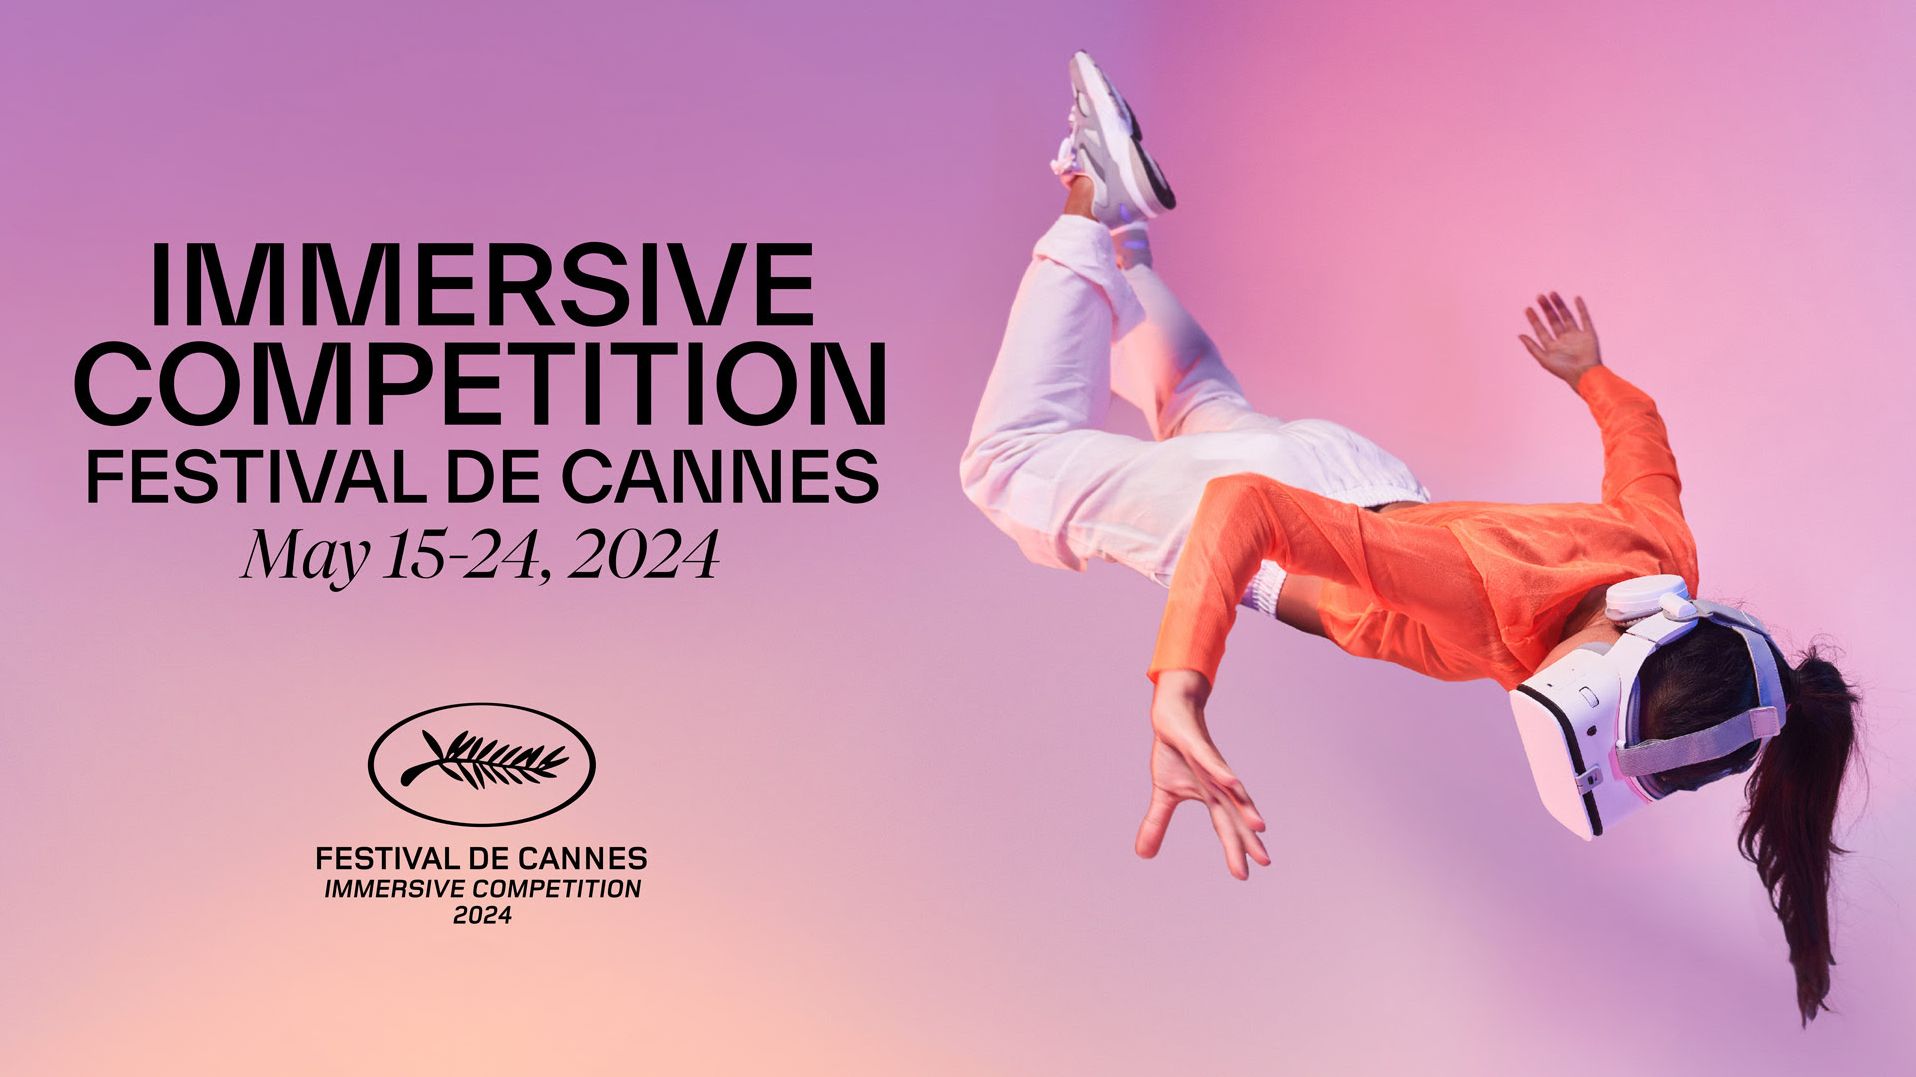 IMMERSIVE
COMPETITION
FESTIVAL DE CANNES
May 15-24, 2024
FESTIVAL DE CANNES
IMMERSIVE COMPETITION
2024